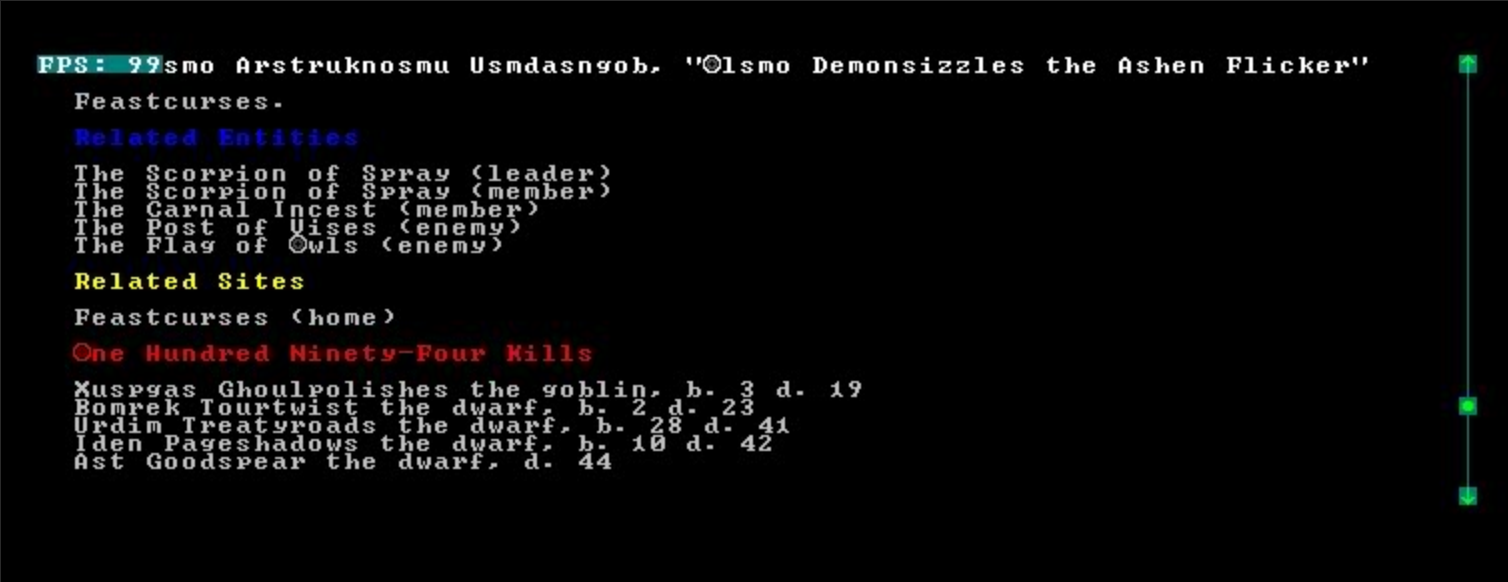 FPS: 99smo Arstruknosmu Usmdasngob, "Olsmo Demonsizzles the Ashen Flicker"
Feastcurses.
Related Entities
The Scorpion of Spray (leader)
The Scorpion of Spray (member)
The Carnal Incest (member)
The Post of Vises (enemy)
The Flag of Owls (enemy)
Related Sites
Feastcurses (home)
One Hundred Ninety-Four Kills
Xuspgas Ghoulpolishes the goblin, b. 3 d. 19
Bomrek Tourtwist the dwarf, b. 2 d. 23
Urdim Treatyroads the dwarf, b. 28 d. 41
Iden Pageshadows the dwarf, b. 10 d. 42
Ast Goodspear the dwarf, d. 44